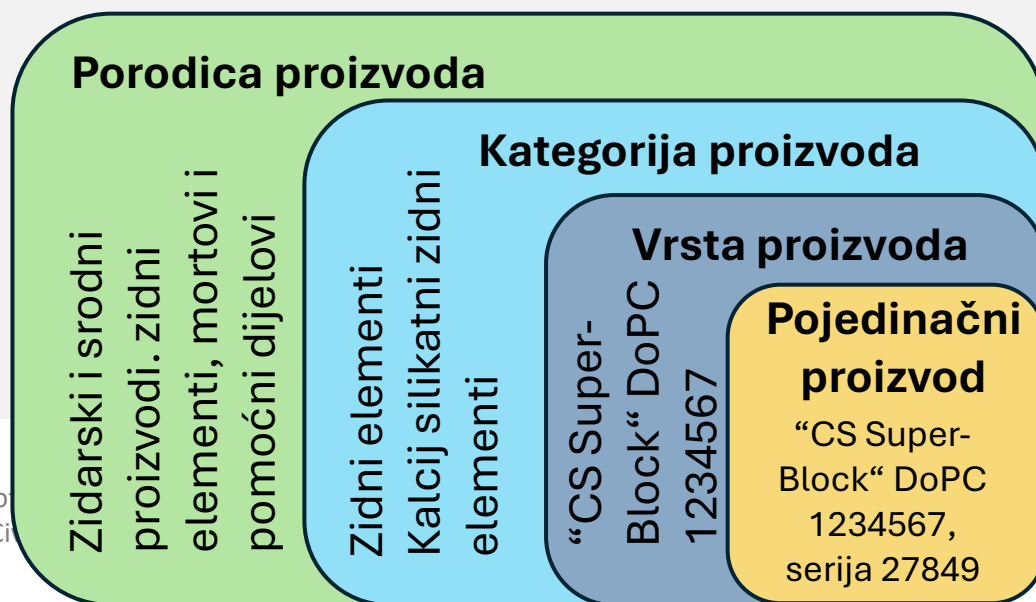 Porodica proizvoda
Zidarski i srodni
proizvodi. zidni
elementi, mortovi i
pomoćni dijelovi
Kategorija proizvoda
Zidni elementi
Kalcij silikatni zidni
elementi
Vrsta proizvoda
“CS Super-
Block“ DoPC
1234567
Pojedinačni
proizvod
“CS Super-
Block“ DoPC
1234567,
serija 27849